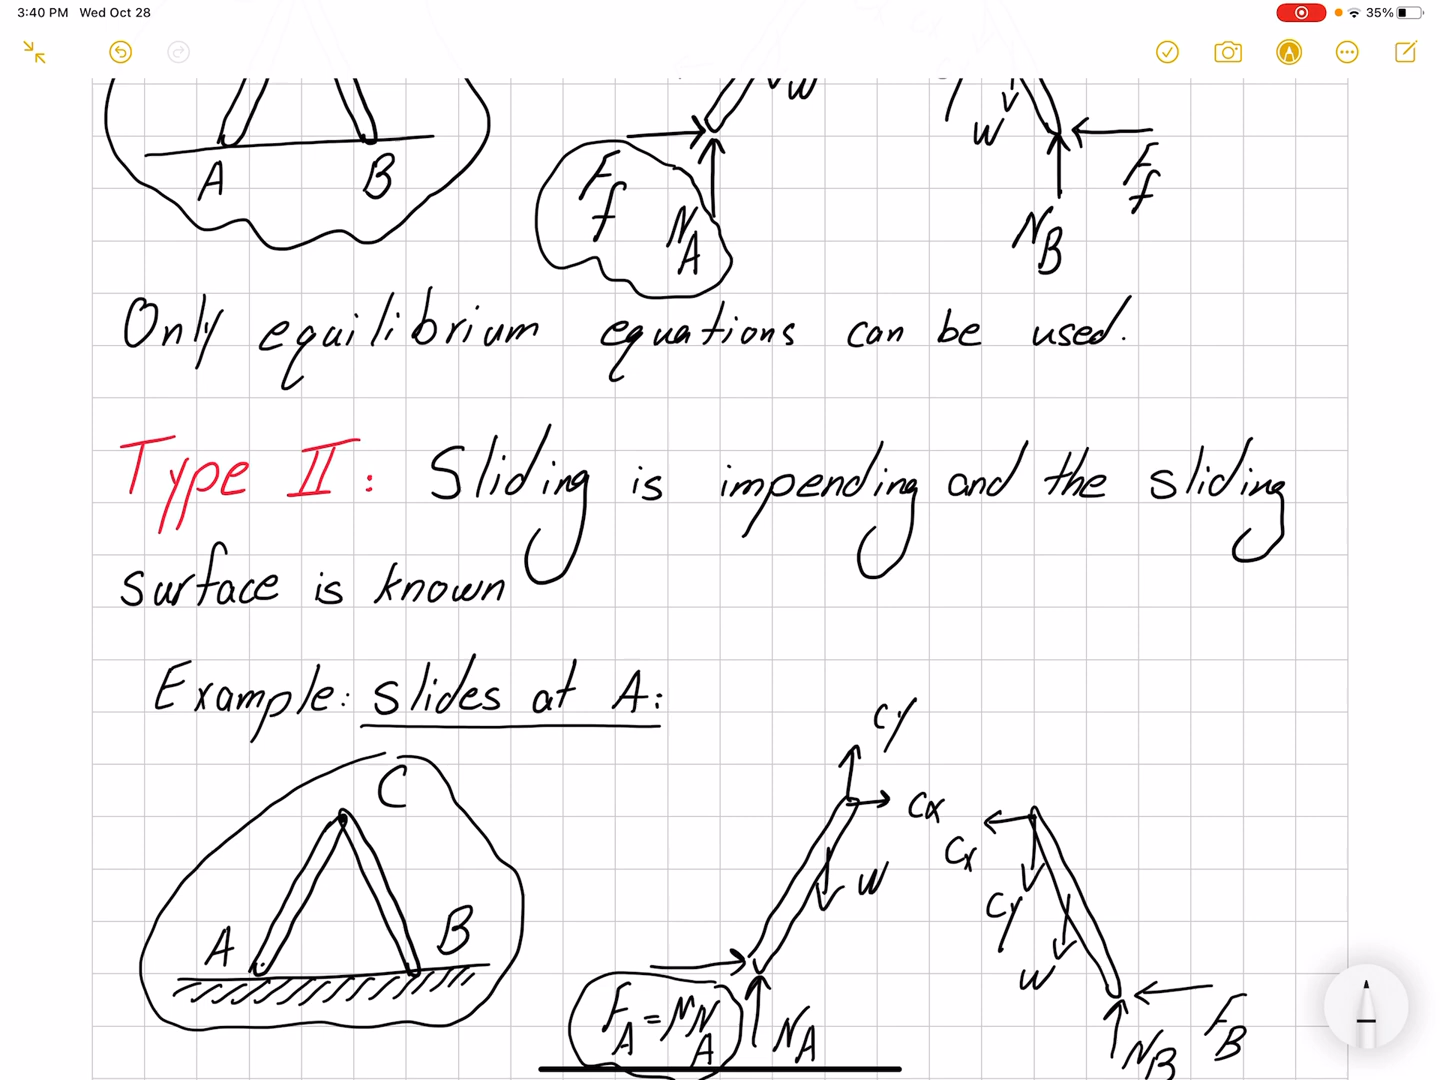 3:40 PM Wed Oct 28
35%
W
W
A
B
Ff
NA
NB
Ff
Only equilibrium equations can be used.
Type II: Sliding is impending and the sliding
surface is known
Example: slides at A:
C
Cy
Cx
Cx
W
Cy
W
A
B
FA = μNA
NA
NB
FB